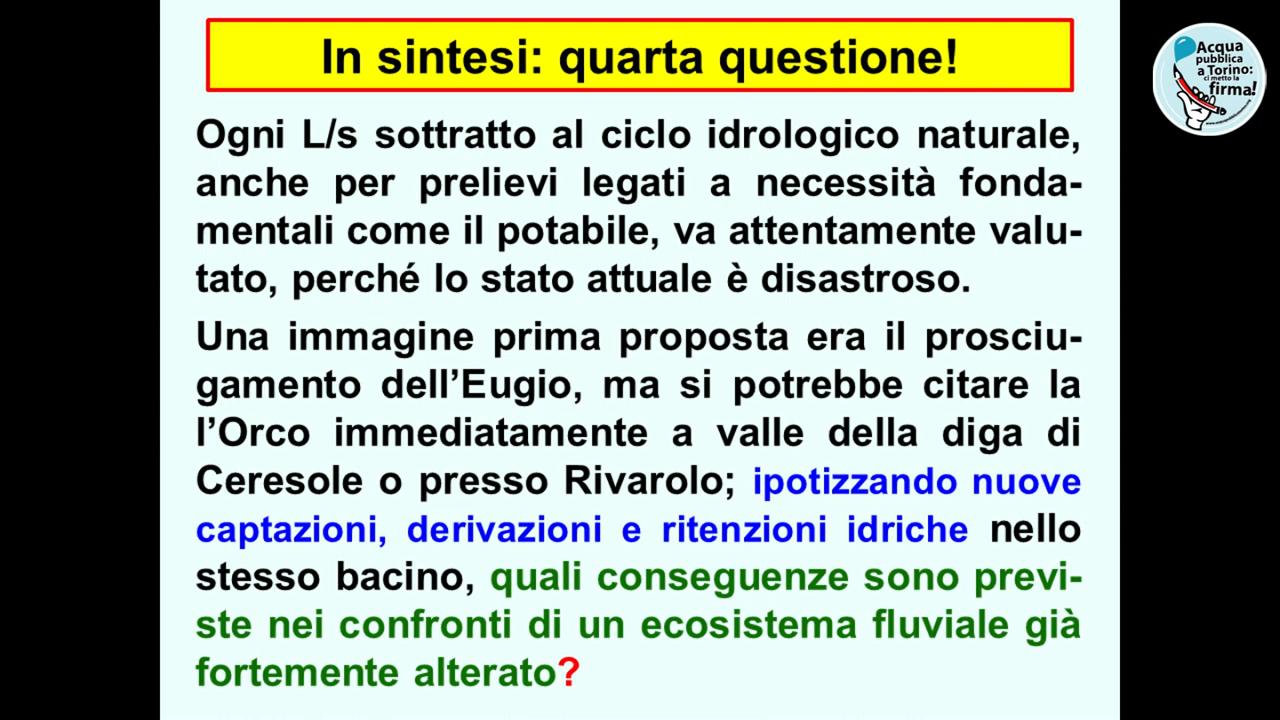 In sintesi: quarta questione!
Acqua
pubblica
a Torino:
ci metto la
firma!
Ogni L/s sottratto al ciclo idrologico naturale,
anche per prelievi legati a necessità fonda-
mentali come il potabile, va attentamente valu-
tato, perché lo stato attuale è disastroso.
Una immagine prima proposta era il prosciu-
gamento dell’Eugio, ma si potrebbe citare la
l’Orco immediatamente a valle della diga di
Ceresole o presso Rivarolo; ipotizzando nuove
captazioni, derivazioni e ritenzioni idriche nello
stesso bacino, quali conseguenze sono previ-
ste nei confronti di un ecosistema fluviale già
fortemente alterato?